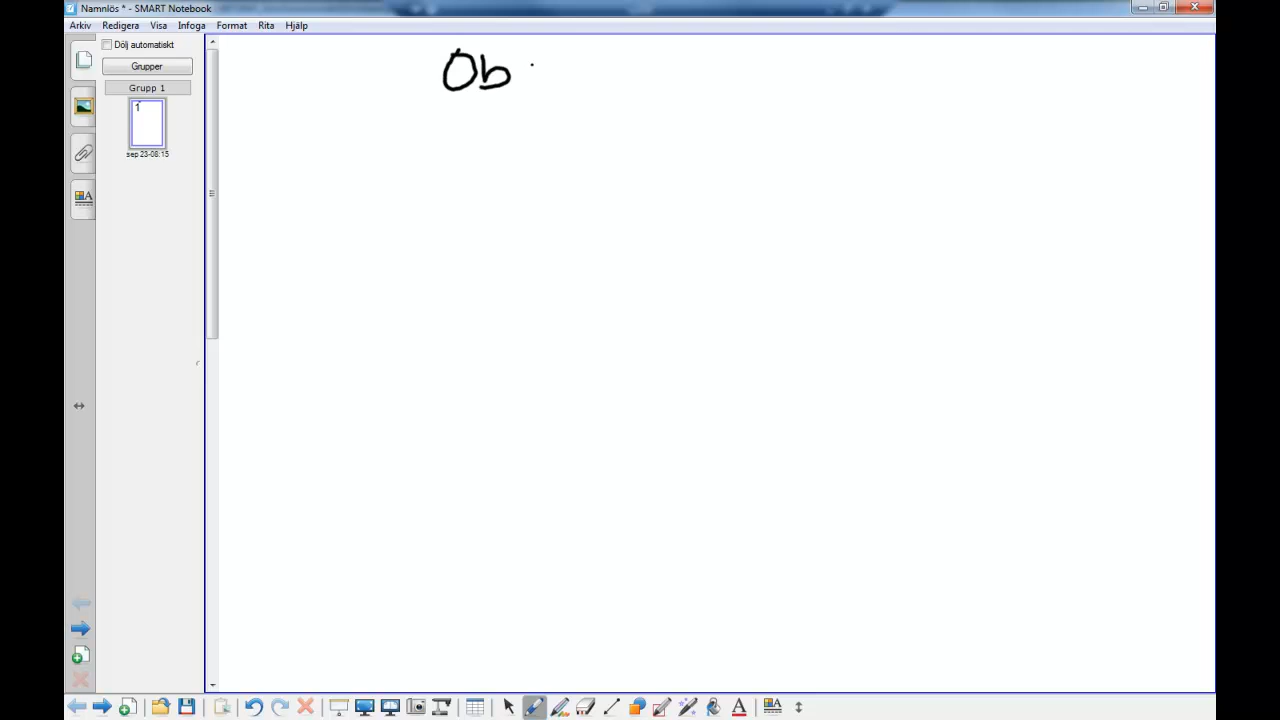 Namnlös * - SMART Notebook
Arkiv Redigera Visa Infoga Format Rita Hjälp
Dölj automatiskt
Grupper
Grupp 1
1
sep 23-08:15
Ob